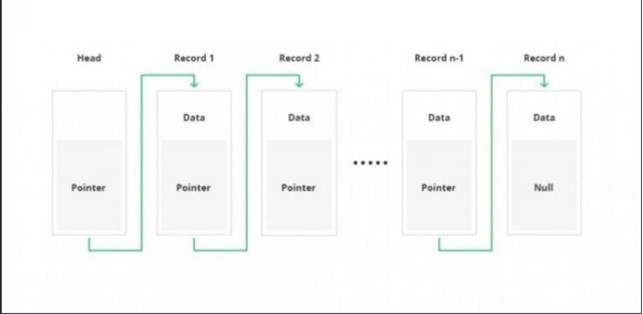 Head Record 1 Record 2 Record n-1 Record n
Data Data Data Data
Pointer Pointer Pointer ..... Pointer Null